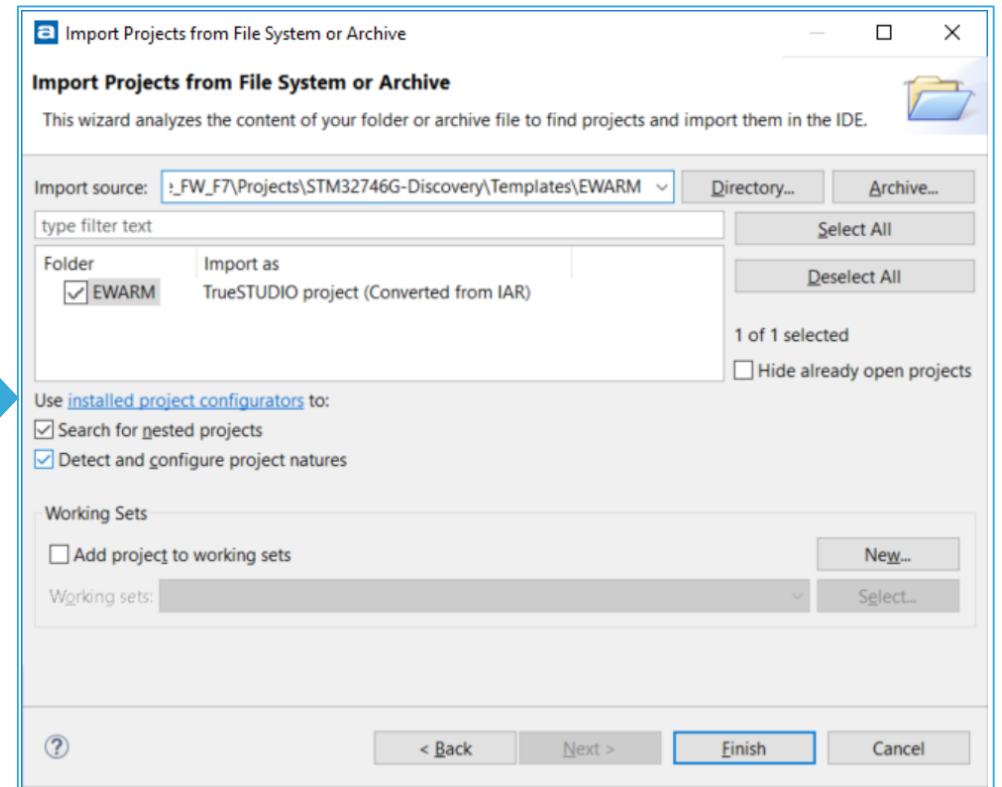 Import Projects from File System or Archive
Import Projects from File System or Archive
This wizard analyzes the content of your folder or archive file to find projects and import them in the IDE.
Import source: _FW_F7\Projects\STM32746G-Discovery\Templates\EWARM Directory... Archive...
type filter text Select All
Folder Import as
EWARM TrueSTUDIO project (Converted from IAR) Deselect All
1 of 1 selected
Hide already open projects
Use installed project configurators to:
Search for nested projects
Detect and configure project natures
Working Sets
Add project to working sets New...
Working sets: Select...
? < Back Next > Finish Cancel